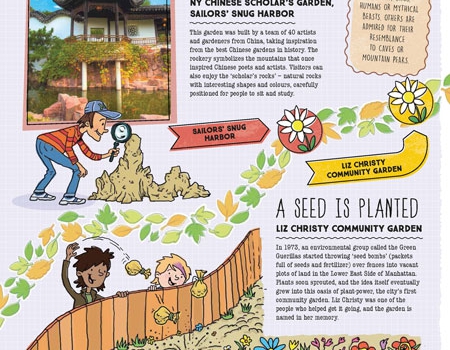 NY CHINESE SCHOLAR'S GARDEN,
SAILORS' SNUG HARBOR
This garden was built by a team of 40 artists
and gardeners from China, taking inspiration
from the best Chinese gardens in history. The
rockery symbolizes the mountains that once
inspired Chinese poets and artists. Visitors can
also enjoy the 'scholar's rocks' – natural rocks
with interesting shapes and colours, carefully
positioned for people to sit and study.
HUMANS OR MYTHICAL
BEASTS. OTHERS ARE
ADMIRED FOR THEIR
RESEMBLANCE
TO CAVES OR
MOUNTAIN PEAKS.
SAILORS' SNUG
HARBOR
LIZ CHRISTY
COMMUNITY GARDEN
A SEED IS PLANTED
LIZ CHRISTY COMMUNITY GARDEN
In 1973, an environmental group called the Green
Guerillas started throwing 'seed bombs' (packets
full of seeds and fertilizer) over fences into vacant
plots of land in the Lower East Side of Manhattan.
Plants soon sprouted, and the idea itself eventually
grew into this oasis of plant-power, the city's first
community garden. Liz Christy was one of the
people who helped get it going, and the garden is
named in her memory.